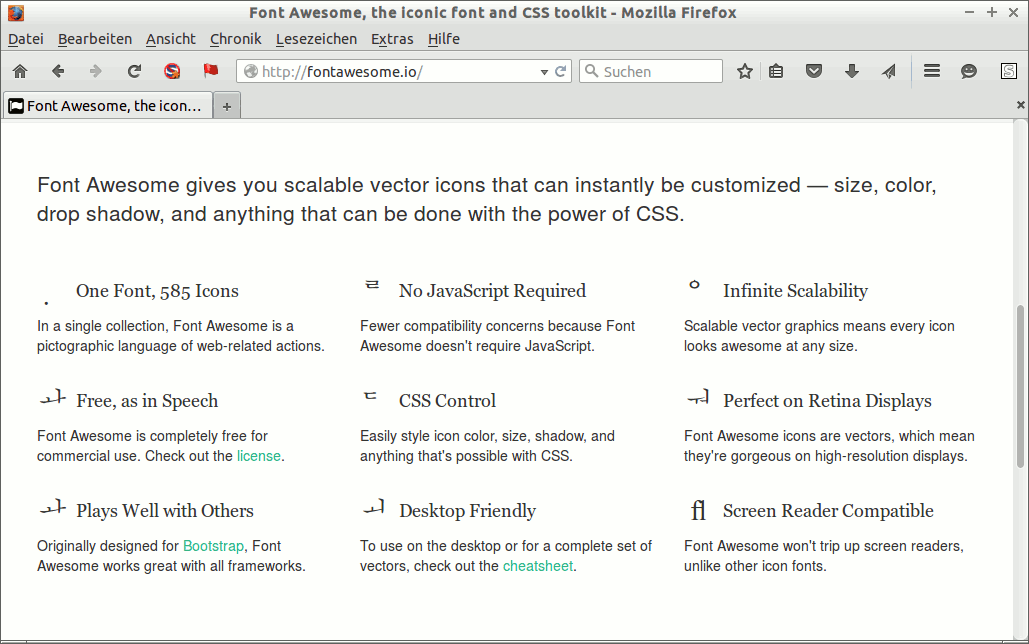 Font Awesome, the iconic font and CSS toolkit - Mozilla Firefox
Datei Bearbeiten Ansicht Chronik Lesezeichen Extras Hilfe
http://fontawesome.io/ Suchen
Font Awesome, the icon...
Font Awesome gives you scalable vector icons that can instantly be customized — size, color,
drop shadow, and anything that can be done with the power of CSS.
One Font, 585 Icons
In a single collection, Font Awesome is a
pictographic language of web-related actions.
No JavaScript Required
Fewer compatibility concerns because Font
Awesome doesn't require JavaScript.
Infinite Scalability
Scalable vector graphics means every icon
looks awesome at any size.
Free, as in Speech
Font Awesome is completely free for
commercial use. Check out the license.
CSS Control
Easily style icon color, size, shadow, and
anything that's possible with CSS.
Perfect on Retina Displays
Font Awesome icons are vectors, which mean
they're gorgeous on high-resolution displays.
Plays Well with Others
Originally designed for Bootstrap, Font
Awesome works great with all frameworks.
Desktop Friendly
To use on the desktop or for a complete set of
vectors, check out the cheatsheet.
ﬂ Screen Reader Compatible
Font Awesome won't trip up screen readers,
unlike other icon fonts.